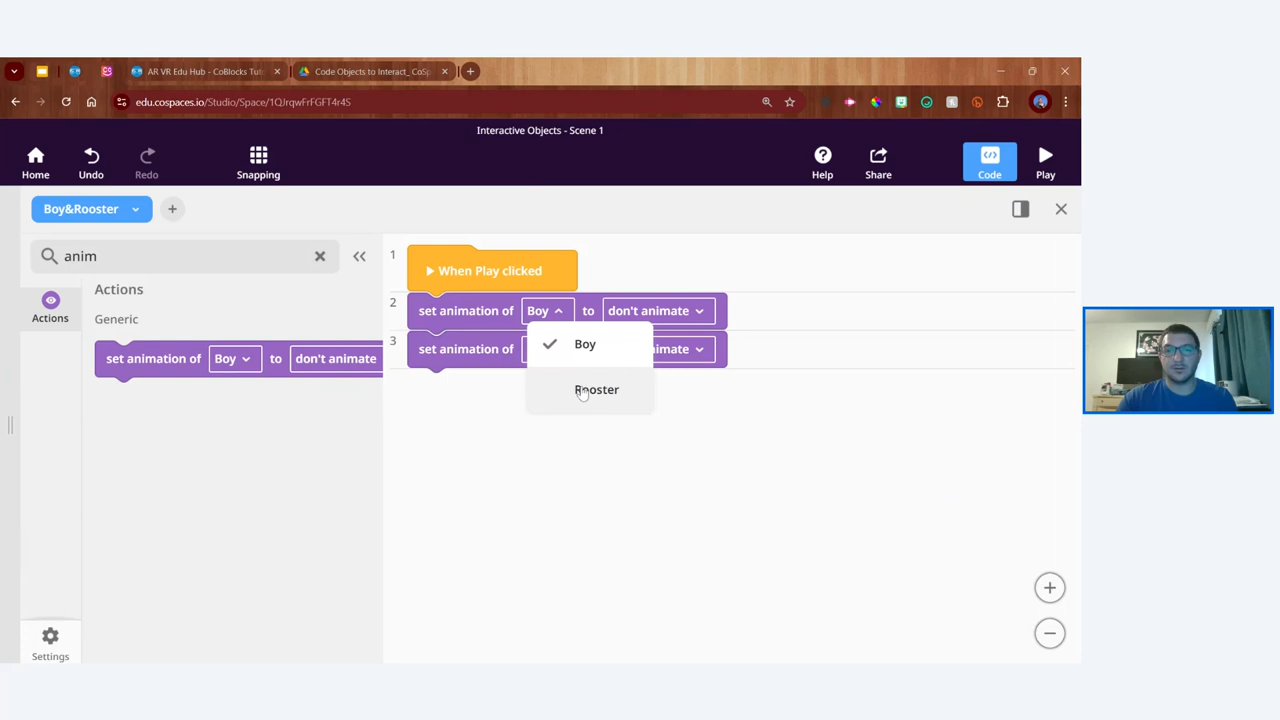 AR VR Edu Hub - CoBlocks Tut
Code Objects to Interact_ CoSp
edu.cospaces.io/Studio/Space/1QJrqwFrFGFT4r4S
Interactive Objects - Scene 1
Home
Undo
Redo
Snapping
Help
Share
Code
Play
Boy&Rooster
anim
Actions
Actions
Generic
set animation of Boy to don't animate
Settings
1
When Play clicked
2
set animation of Boy to don't animate
3
set animation of imate
Boy
Rooster